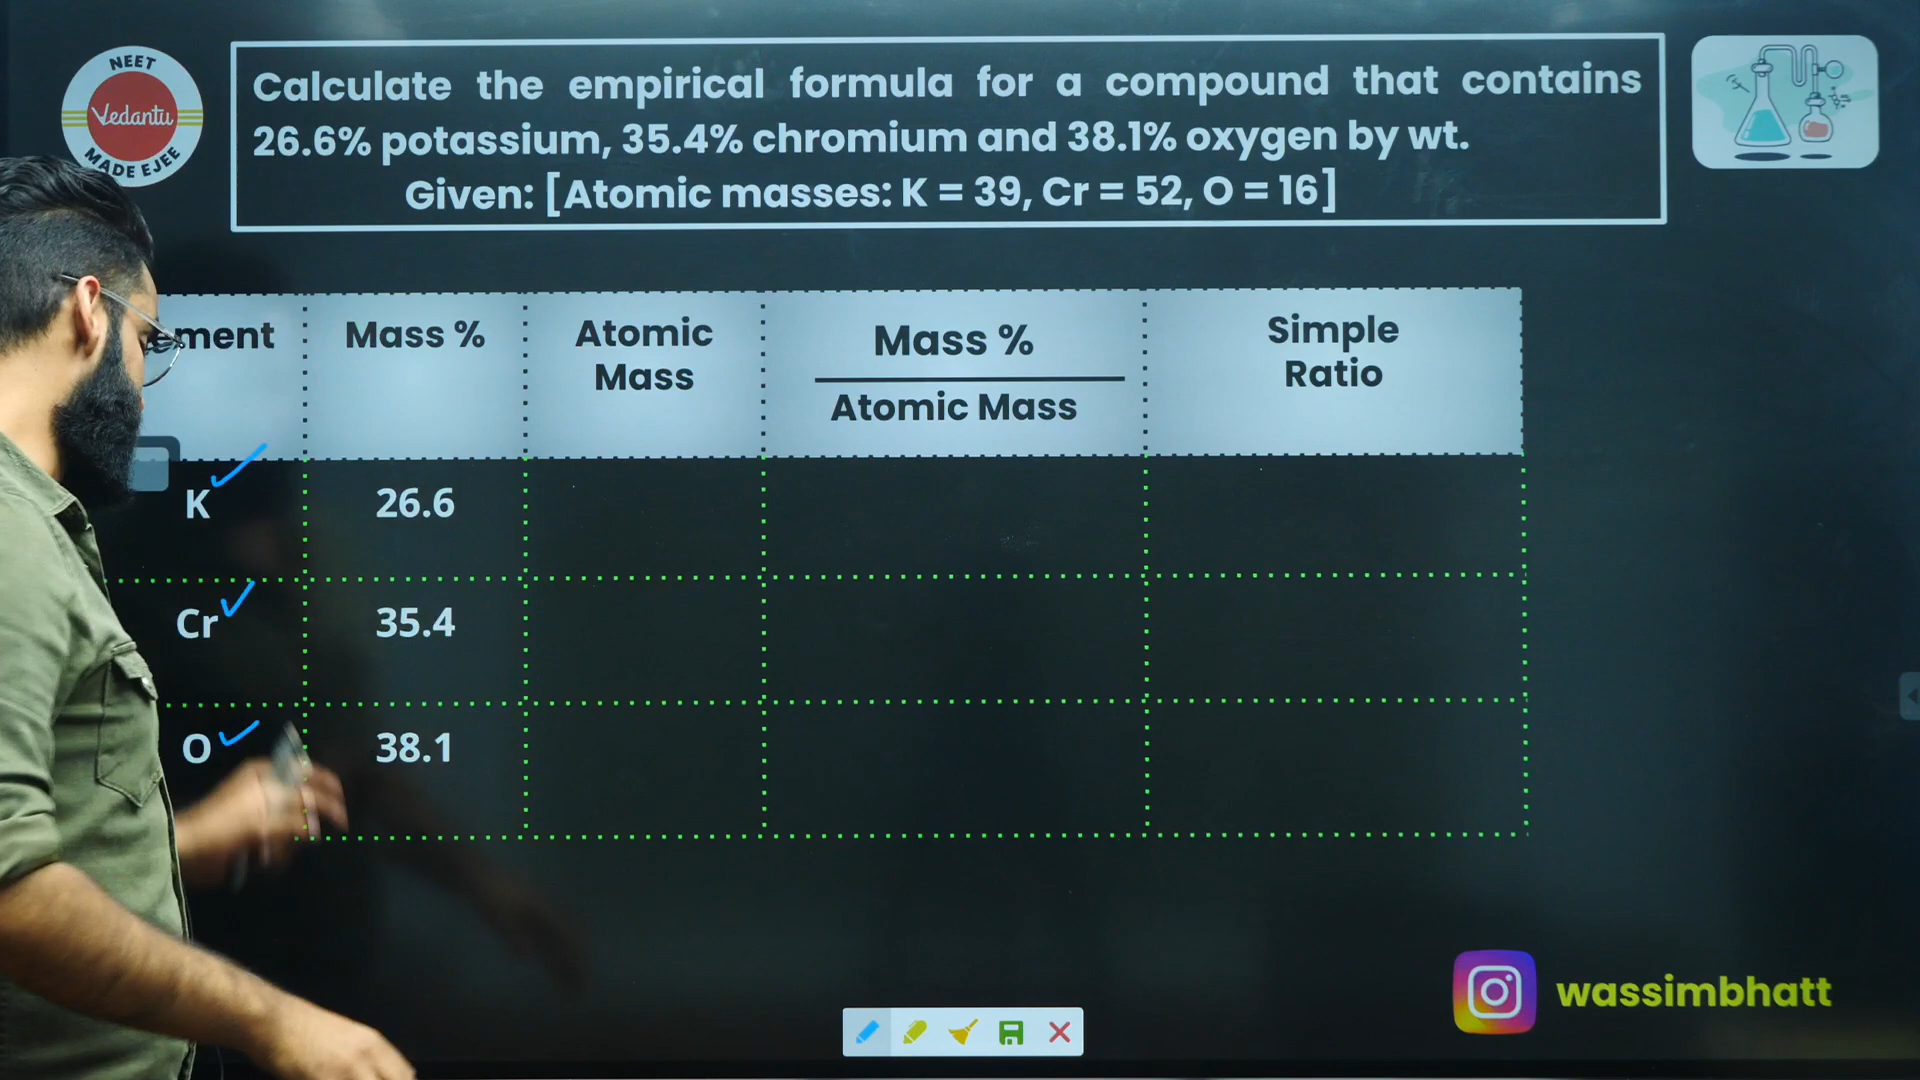 NEET
Vedantu
MADE EJEE
Calculate the empirical formula for a compound that contains
26.6% potassium, 35.4% chromium and 38.1% oxygen by wt.
Given: [Atomic masses: K = 39, Cr = 52, O = 16]
ement
Mass %
Atomic
Mass
Mass %
Atomic Mass
Simple
Ratio
K
26.6
Cr
35.4
O
38.1
wassimbhatt